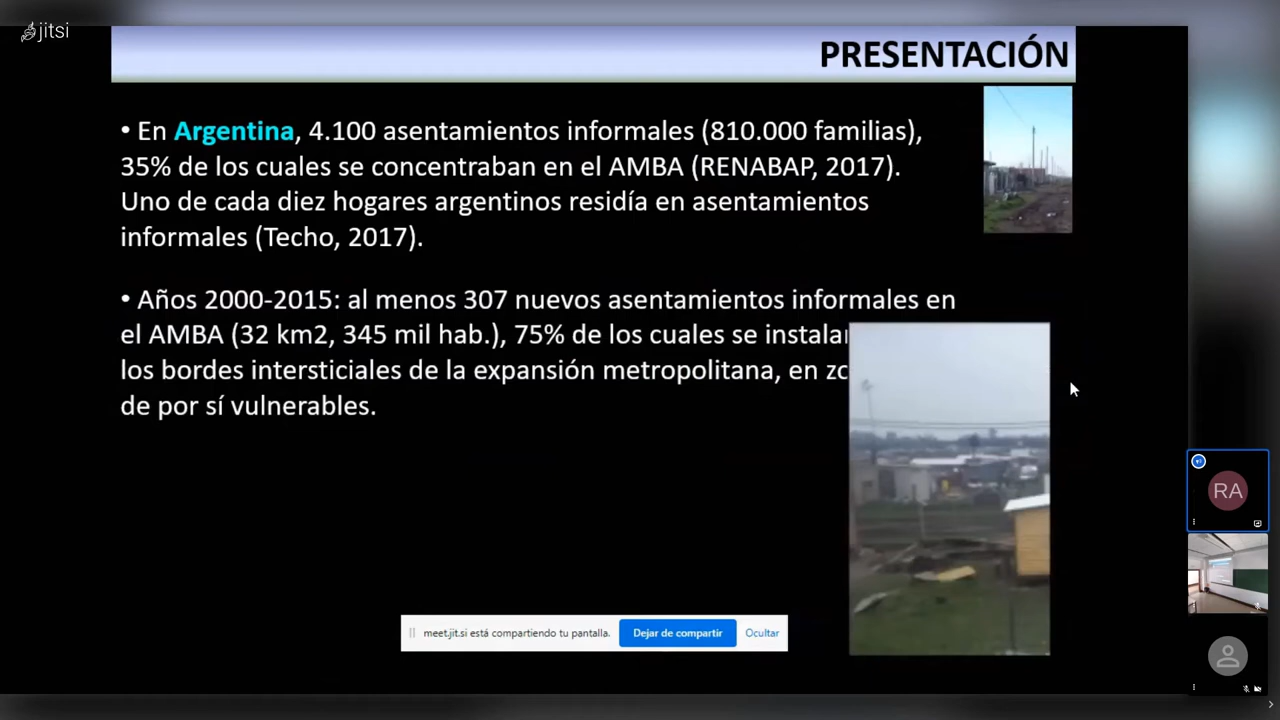 jitsi
PRESENTACIÓN
• En Argentina, 4.100 asentamientos informales (810.000 familias),
35% de los cuales se concentraban en el AMBA (RENABAP, 2017).
Uno de cada diez hogares argentinos residía en asentamientos
informales (Techo, 2017).
• Años 2000-2015: al menos 307 nuevos asentamientos informales en
el AMBA (32 km2, 345 mil hab.), 75% de los cuales se
los bordes intersticiales de la expansión metropolitana, en
de por sí vulnerables.
RA
meet.jit.si está compartiendo tu pantalla.
Dejar de compartir
Ocultar